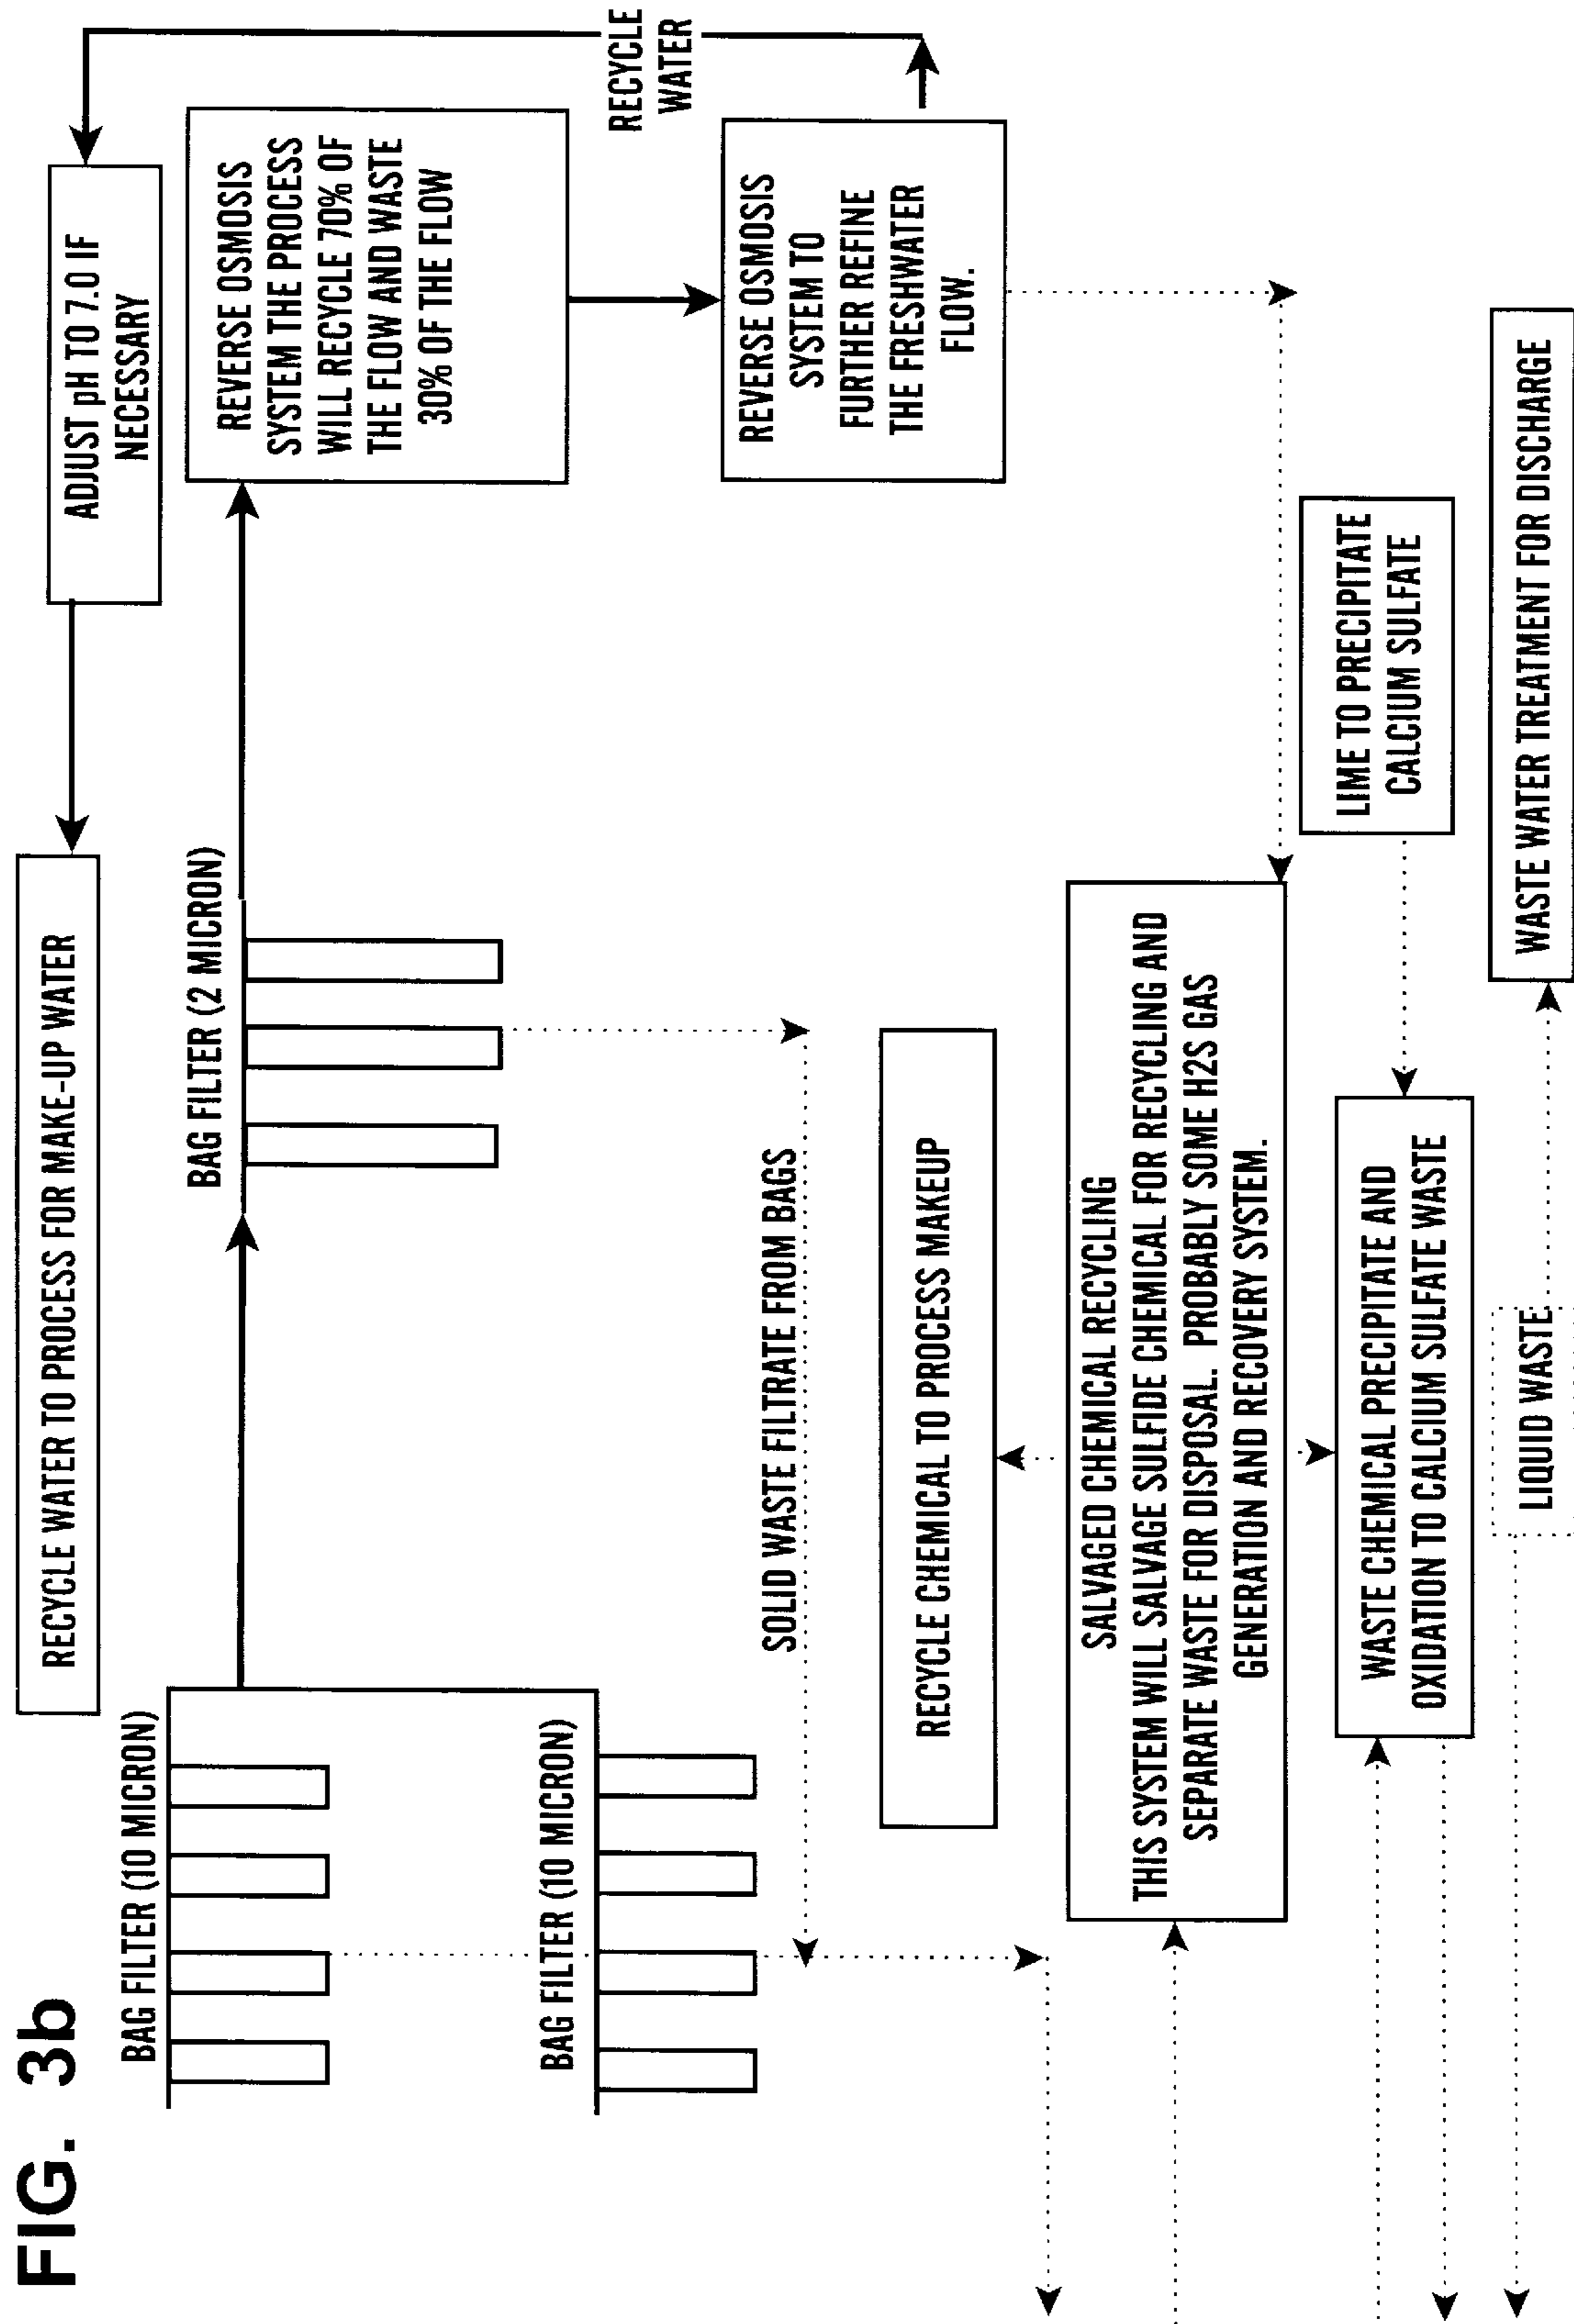 FIG. 3b
RECYCLE WATER TO PROCESS FOR MAKE-UP WATER
ADJUST pH TO 7.0 IF
NECESSARY
BAG FILTER (10 MICRON)
BAG FILTER (2 MICRON)
REVERSE OSMOSIS
SYSTEM THE PROCESS
WILL RECYCLE 70% OF
THE FLOW AND WASTE
30% OF THE FLOW
BAG FILTER (10 MICRON)
RECYCLE
WATER
SOLID WASTE FILTRATE FROM BAGS
REVERSE OSMOSIS
SYSTEM TO
FURTHER REFINE
THE FRESHWATER
FLOW.
RECYCLE CHEMICAL TO PROCESS MAKEUP
SALVAGED CHEMICAL RECYCLING
THIS SYSTEM WILL SALVAGE SULFIDE CHEMICAL FOR RECYCLING AND
SEPARATE WASTE FOR DISPOSAL. PROBABLY SOME H2S GAS
GENERATION AND RECOVERY SYSTEM.
LIME TO PRECIPITATE
CALCIUM SULFATE
WASTE CHEMICAL PRECIPITATE AND
OXIDATION TO CALCIUM SULFATE WASTE
LIQUID WASTE
WASTE WATER TREATMENT FOR DISCHARGE